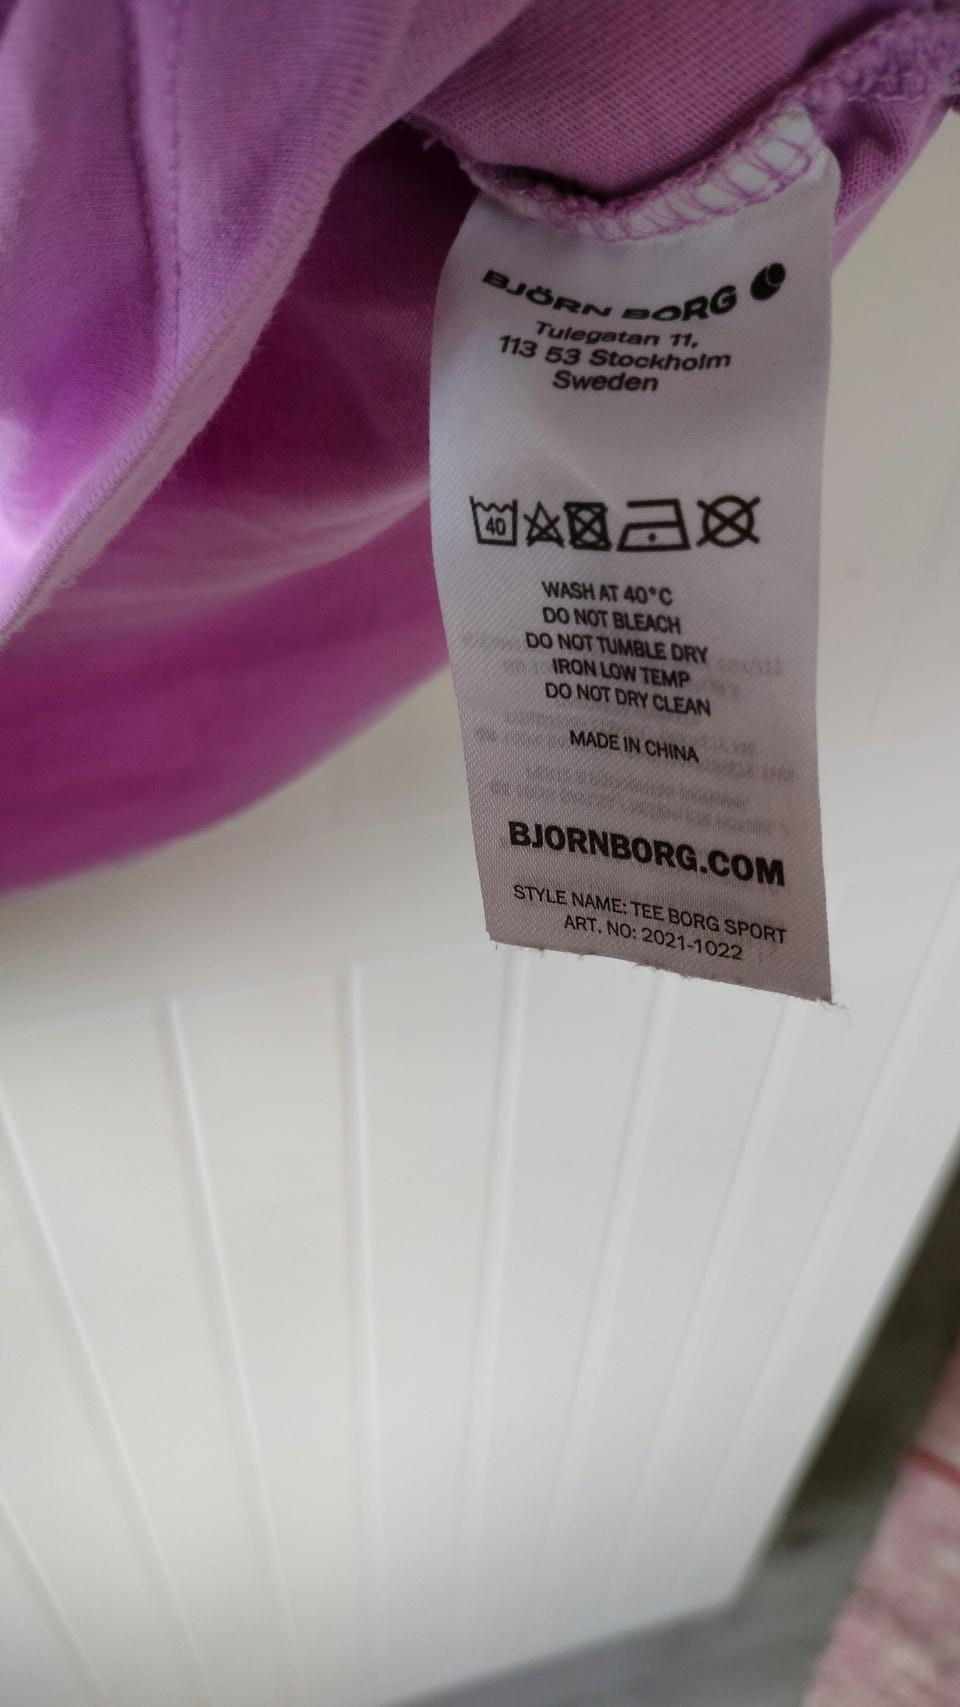 BJÖRN BORG
Tulegatan 11,
113 53 Stockholm
Sweden
40
WASH AT 40°C
DO NOT BLEACH
DO NOT TUMBLE DRY
IRON LOW TEMP
DO NOT DRY CLEAN
MADE IN CHINA
BJORNBORG.COM
STYLE NAME: TEE BORG SPORT
ART. NO: 2021-1022